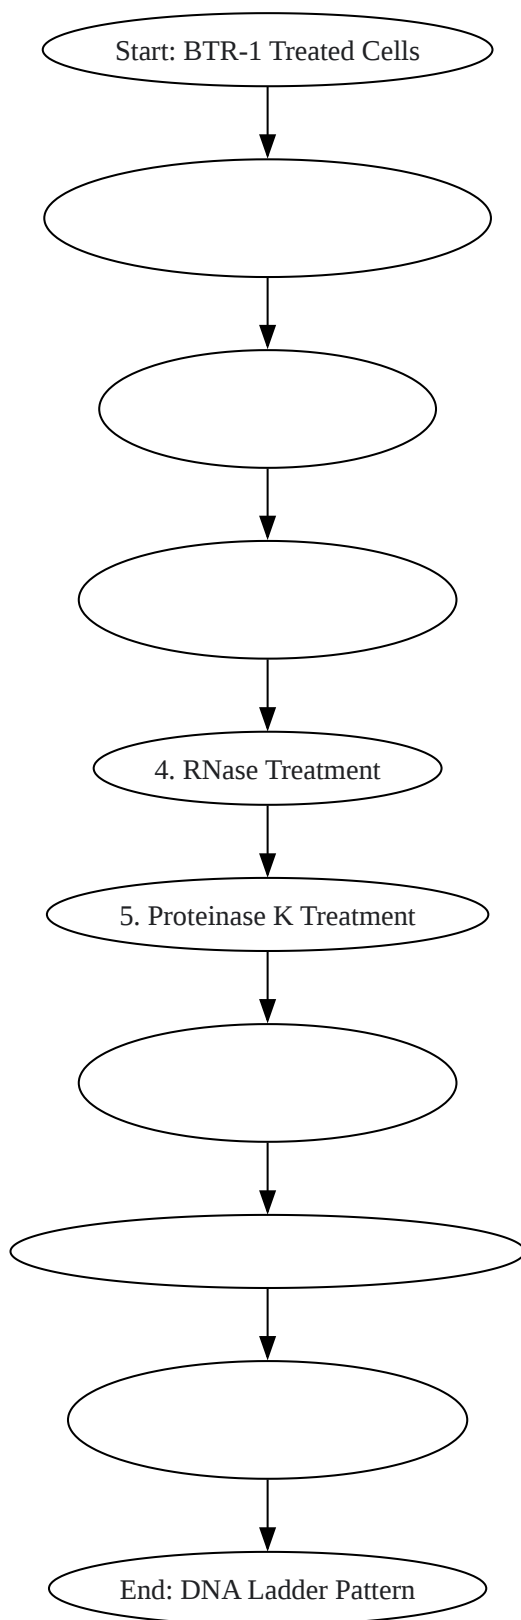 Start: BTR-1 Treated Cells
4. RNase Treatment
5. Proteinase K Treatment
End: DNA Ladder Pattern